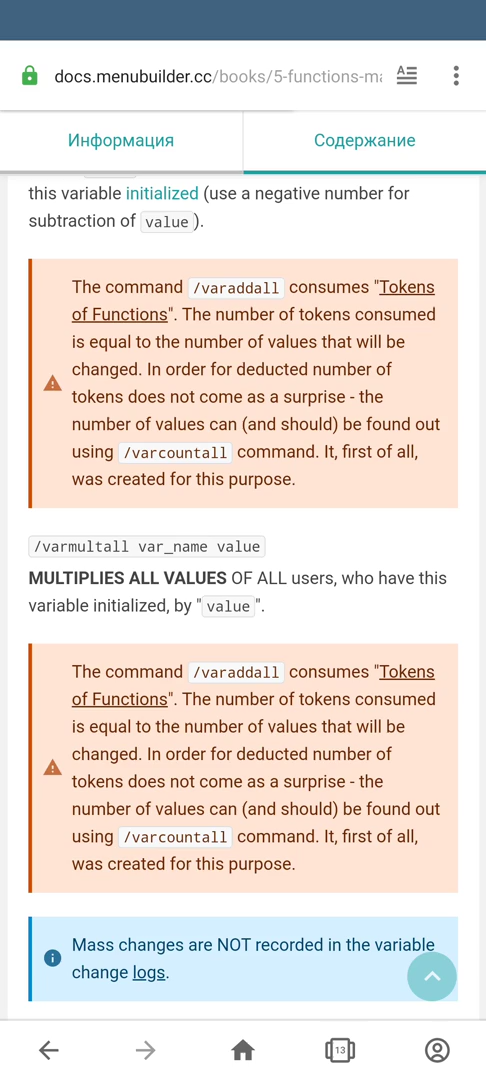 docs.menubuilder.cc/books/5-functions-ma
Информация
Содержание
this variable initialized (use a negative number for
subtraction of value ).
The command /varaddall consumes "Tokens
of Functions". The number of tokens consumed
is equal to the number of values that will be
changed. In order for deducted number of
tokens does not come as a surprise - the
number of values can (and should) be found out
using /varcountall command. It, first of all,
was created for this purpose.
/varmultall var_name value
MULTIPLIES ALL VALUES OF ALL users, who have this
variable initialized, by "value".
The command /varaddall consumes "Tokens
of Functions". The number of tokens consumed
is equal to the number of values that will be
changed. In order for deducted number of
tokens does not come as a surprise - the
number of values can (and should) be found out
using /varcountall command. It, first of all,
was created for this purpose.
Mass changes are NOT recorded in the variable
change logs.
13